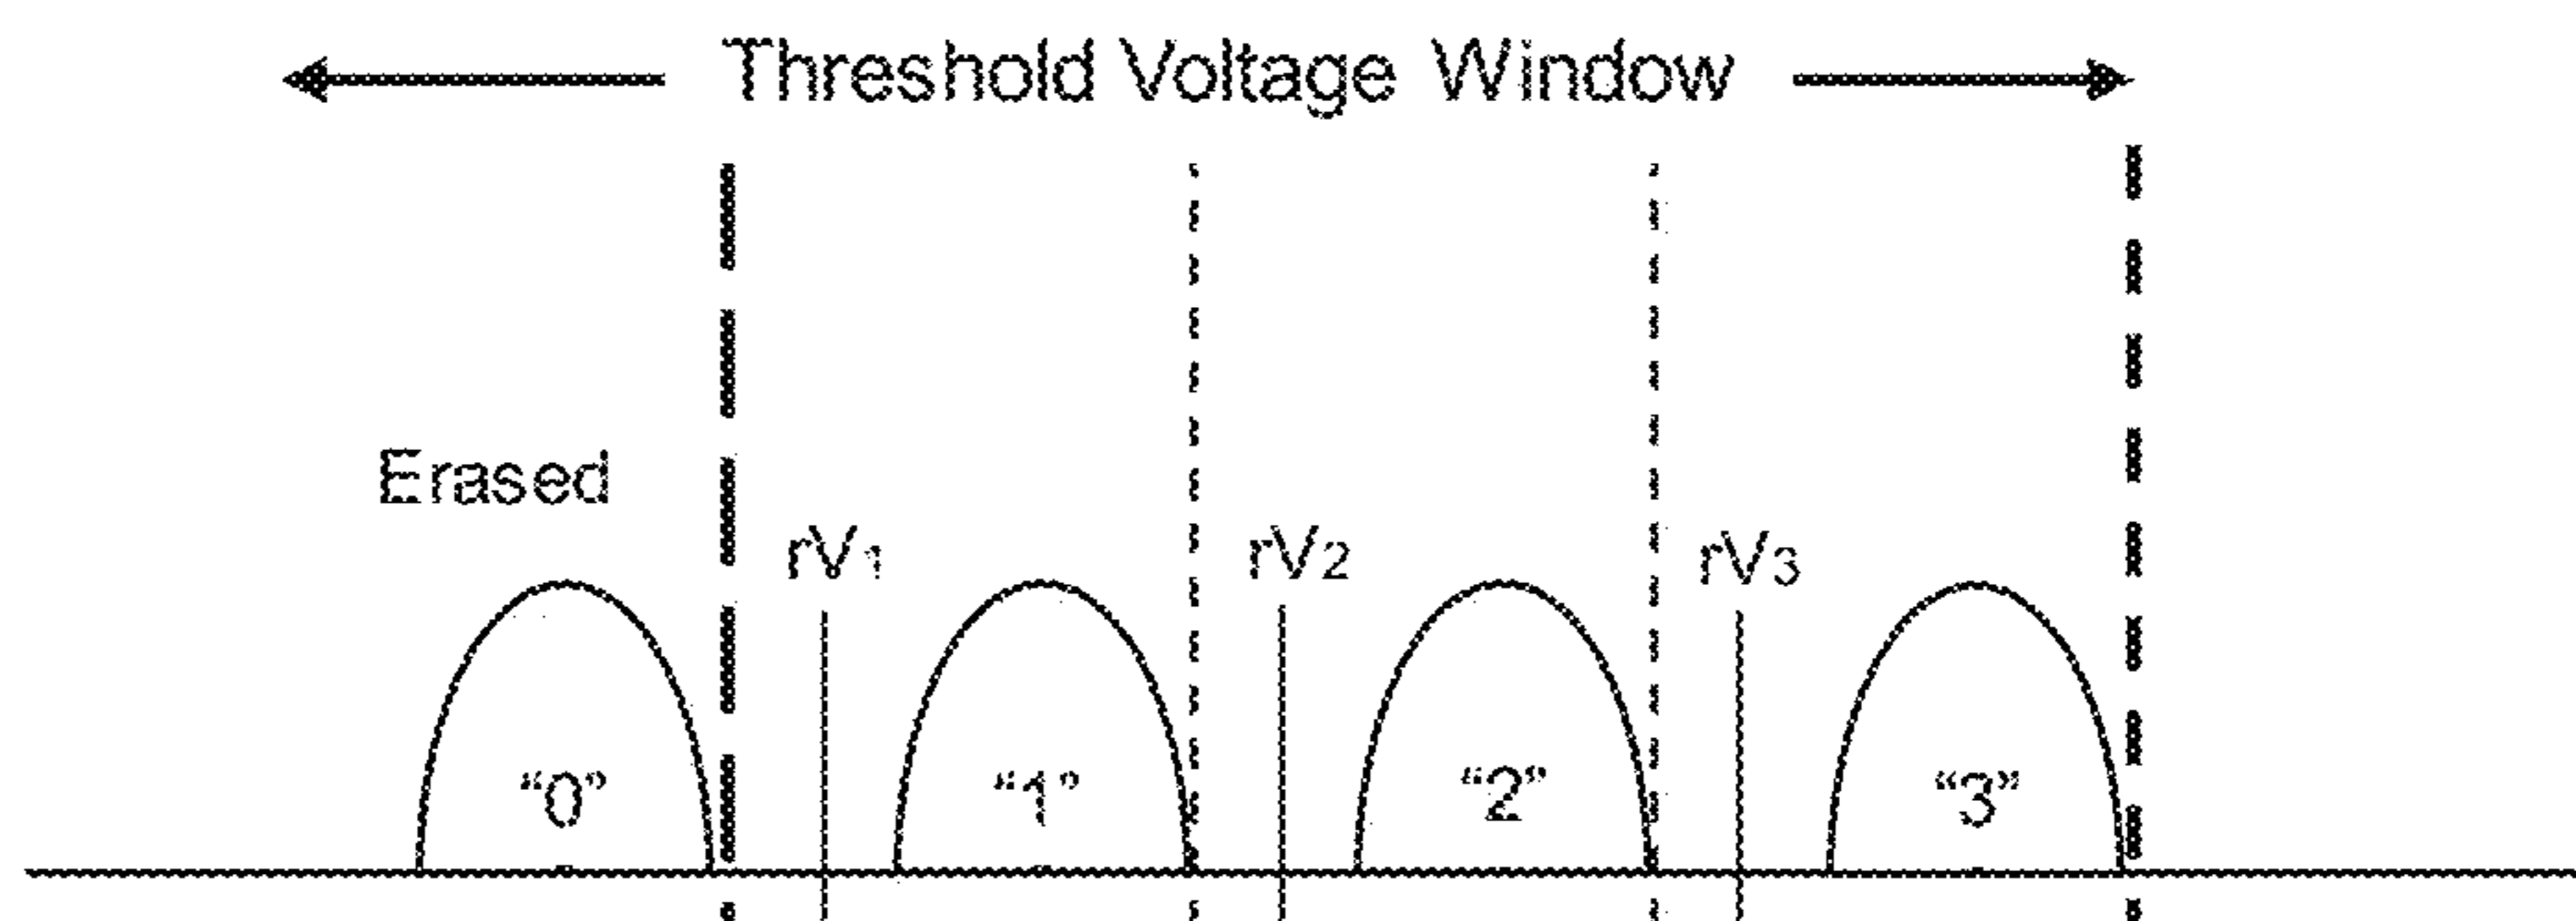 Threshold Voltage Window
Erased
rV1 rV2 rV3
“0” “1” “2” “3”